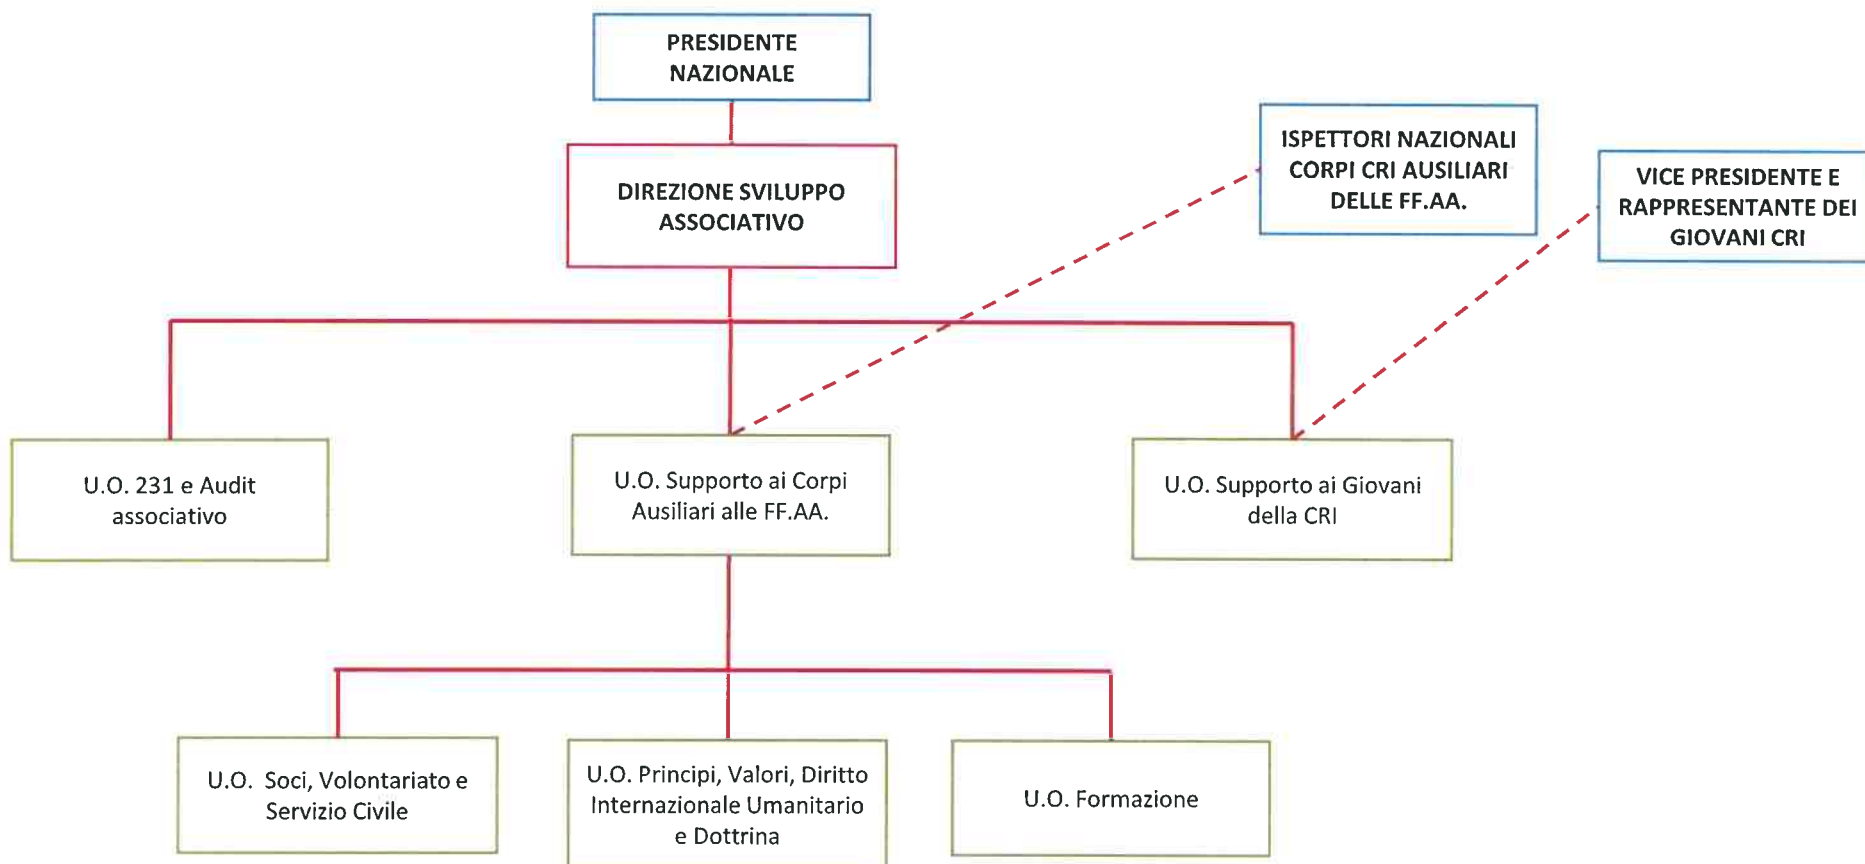 PRESIDENTE
NAZIONALE
DIREZIONE SVILUPPO
ASSOCIATIVO
ISPETTORI NAZIONALI
CORPI CRI AUSILIARI
DELLE FF.AA.
VICE PRESIDENTE E
RAPPRESENTANTE DEI
GIOVANI CRI
U.O. 231 e Audit
associativo
U.O. Supporto ai Corpi
Ausiliari alle FF.AA.
U.O. Supporto ai Giovani
della CRI
U.O. Soci, Volontariato e
Servizio Civile
U.O. Principi, Valori, Diritto
Internazionale Umanitario
e Dottrina
U.O. Formazione